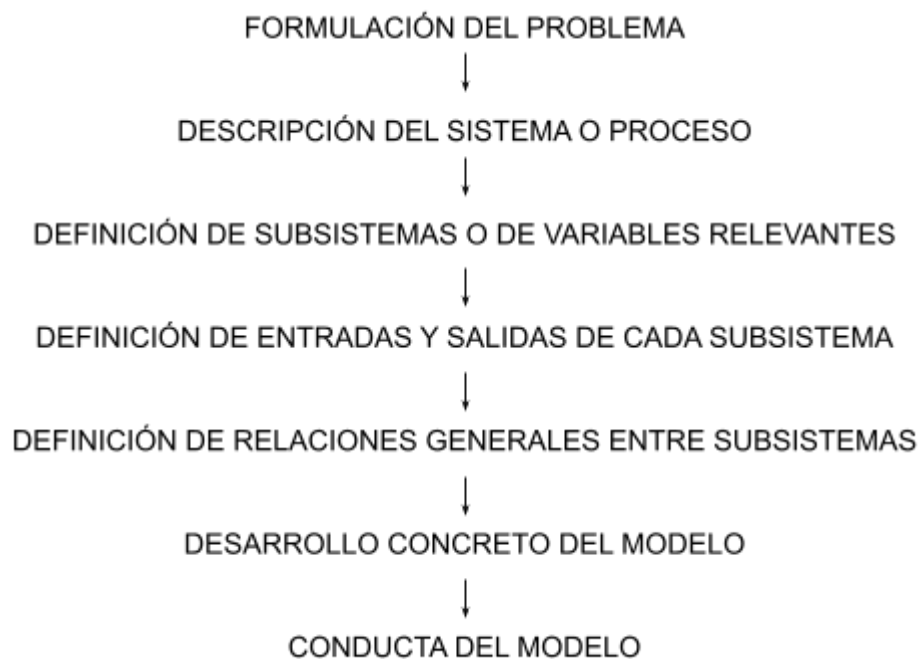 FORMULACIÓN DEL PROBLEMA
DESCRIPCIÓN DEL SISTEMA O PROCESO
DEFINICIÓN DE SUBSISTEMAS O DE VARIABLES RELEVANTES
DEFINICIÓN DE ENTRADAS Y SALIDAS DE CADA SUBSISTEMA
DEFINICIÓN DE RELACIONES GENERALES ENTRE SUBSISTEMAS
DESARROLLO CONCRETO DEL MODELO
CONDUCTA DEL MODELO